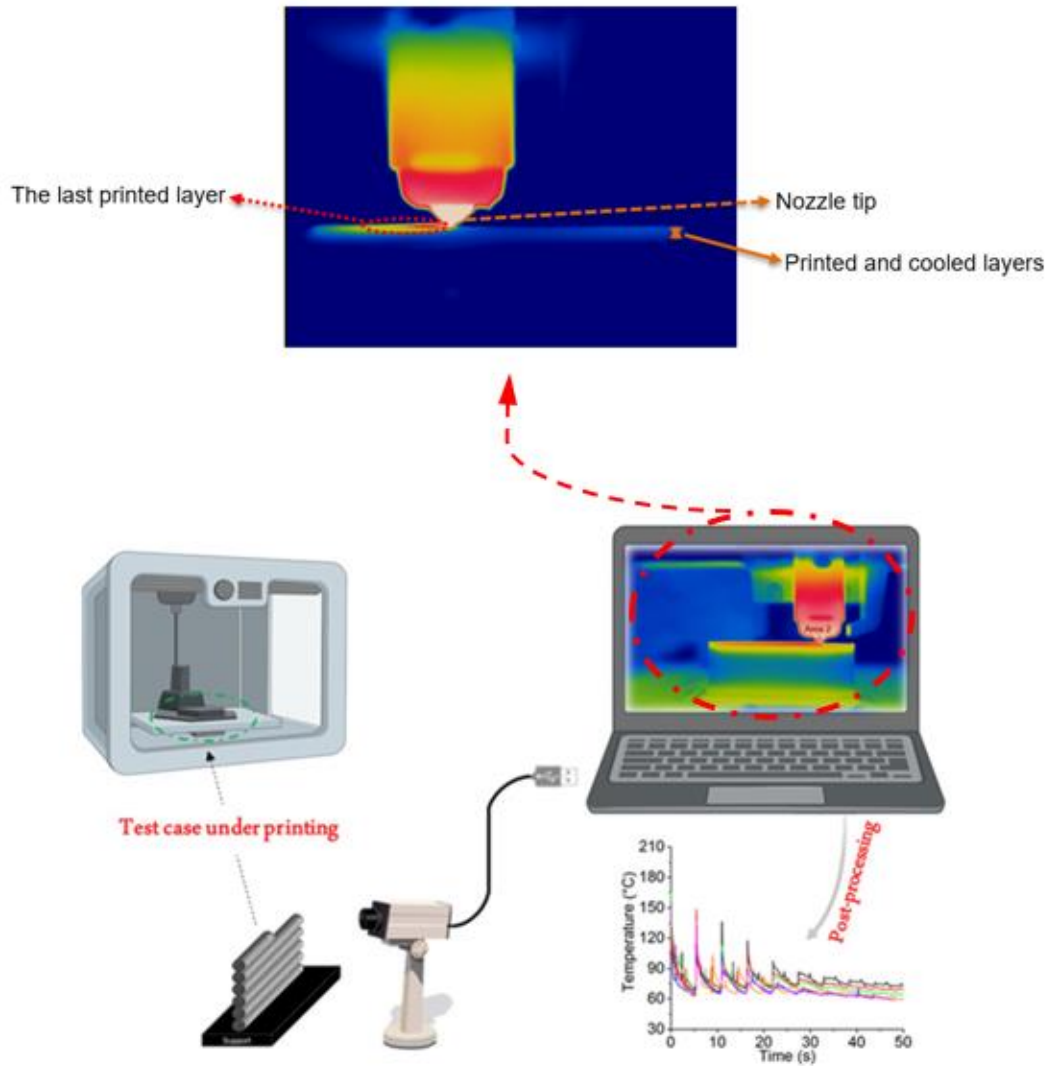 The last printed layer
Nozzle tip
Printed and cooled layers
Area 2
Test case under printing
Support
Post-processing
Temperature (°C)
210
180
150
120
90
60
30
0 10 20 30 40 50
Time (s)